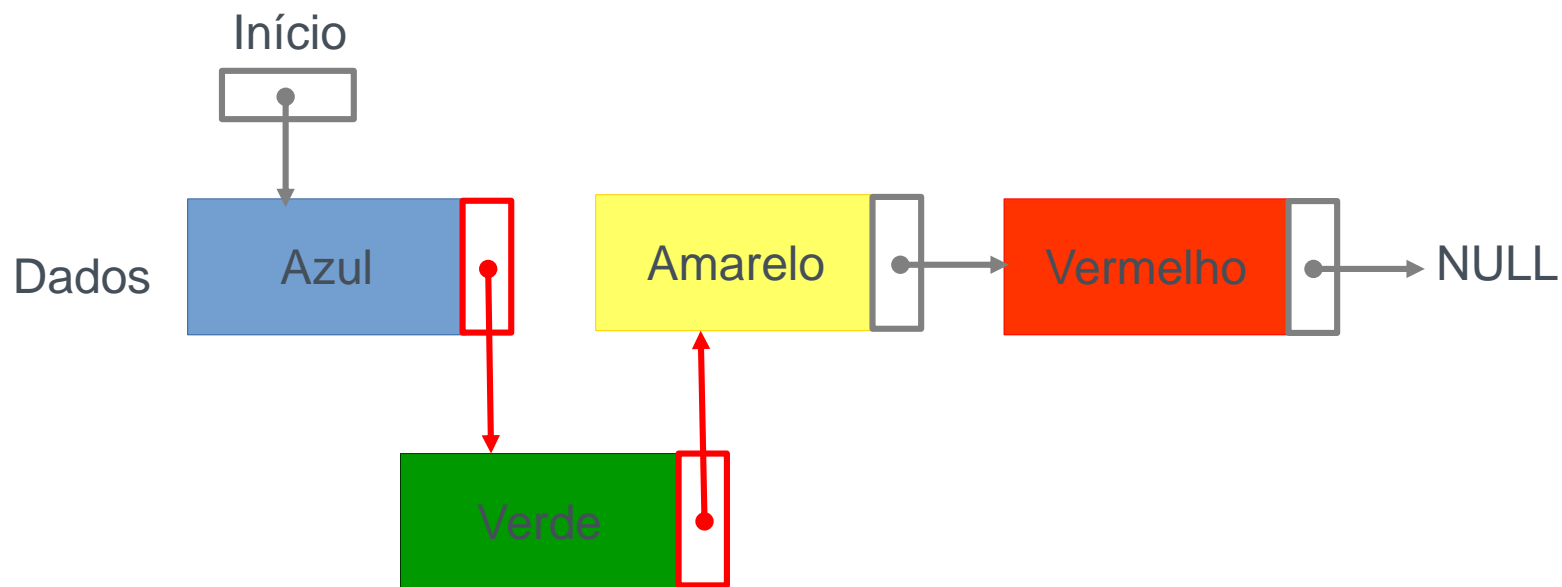 Início
Dados
Azul
Amarelo
Vermelho
NULL
Verde